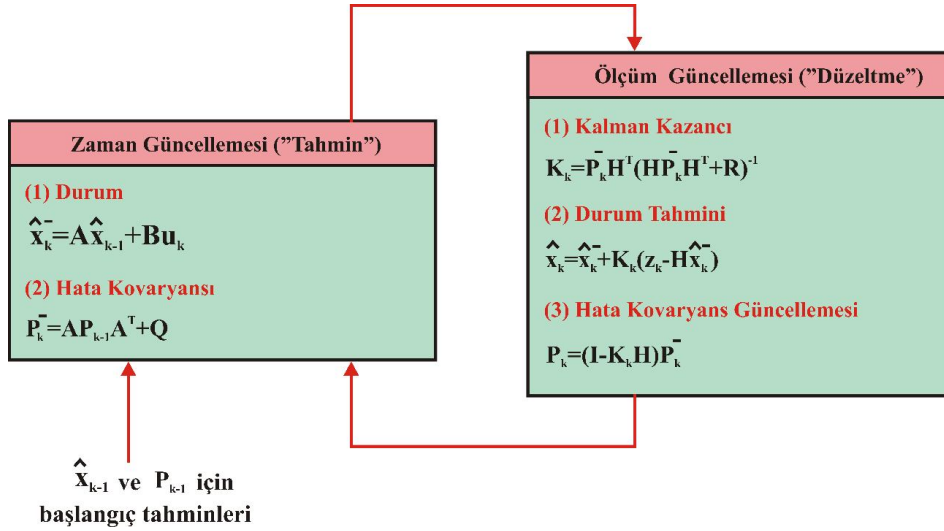 Zaman Güncellemesi (”Tahmin”)
(1) Durum
x̂ₖ⁻=Ax̂ₖ₋₁+Buₖ
(2) Hata Kovaryansı
Pₖ⁻=APₖ₋₁Aᵀ+Q
x̂ₖ₋₁ ve Pₖ₋₁ için
başlangıç tahminleri
Ölçüm Güncellemesi (”Düzeltme”)
(1) Kalman Kazancı
Kₖ=Pₖ⁻Hᵀ(HPₖ⁻Hᵀ+R)⁻¹
(2) Durum Tahmini
x̂ₖ=x̂ₖ⁻+Kₖ(zₖ-Hx̂ₖ⁻)
(3) Hata Kovaryans Güncellemesi
Pₖ=(I-KₖH)Pₖ⁻